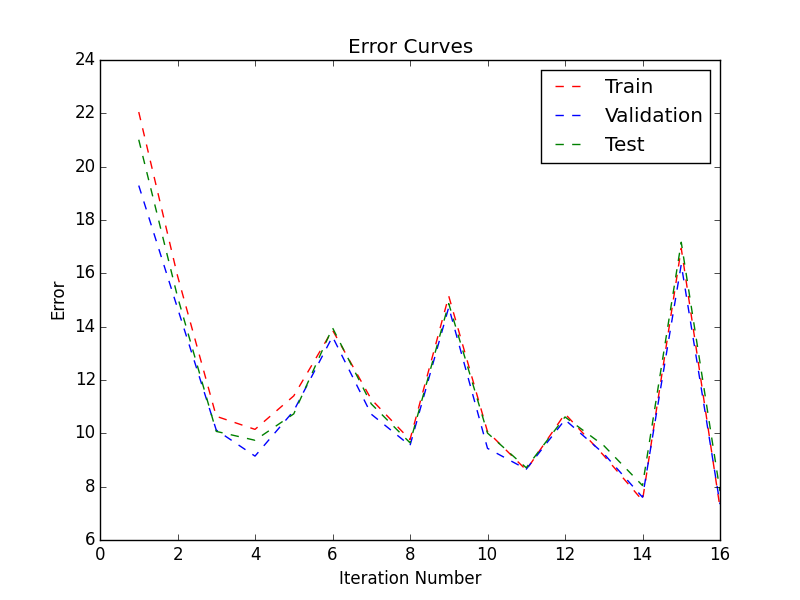 Error Curves
Train
Validation
Test
24
22
20
18
16
14
12
10
8
6
Error
0 2 4 6 8 10 12 14 16
Iteration Number